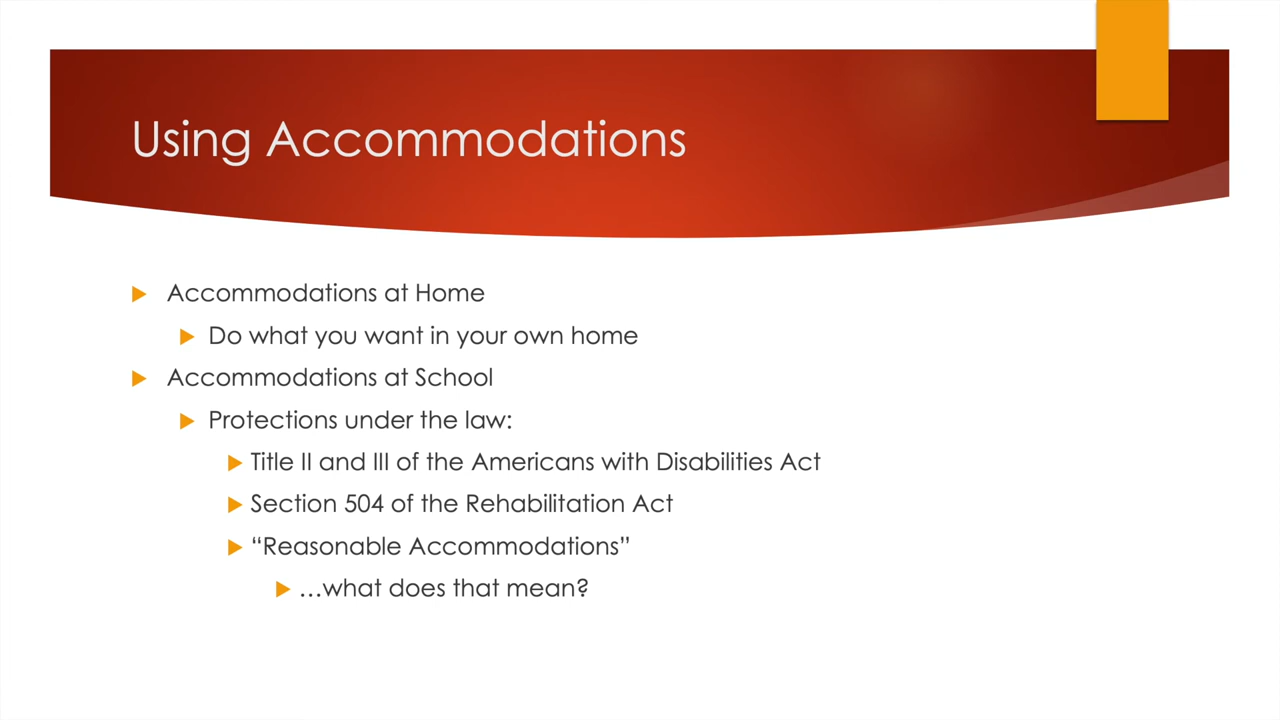 Using Accommodations
Accommodations at Home
Do what you want in your own home
Accommodations at School
Protections under the law:
Title II and III of the Americans with Disabilities Act
Section 504 of the Rehabilitation Act
“Reasonable Accommodations”
…what does that mean?